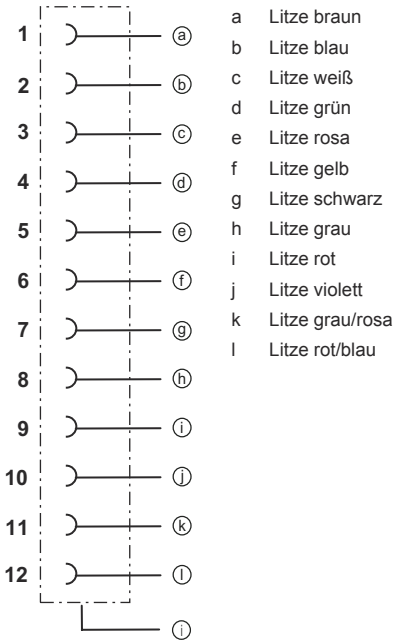 1 a
2 b
3 c
4 d
5 e
6 f
7 g
8 h
9 i
10 j
11 k
12 l
i
a Litze braun
b Litze blau
c Litze weiß
d Litze grün
e Litze rosa
f Litze gelb
g Litze schwarz
h Litze grau
i Litze rot
j Litze violett
k Litze grau/rosa
l Litze rot/blau